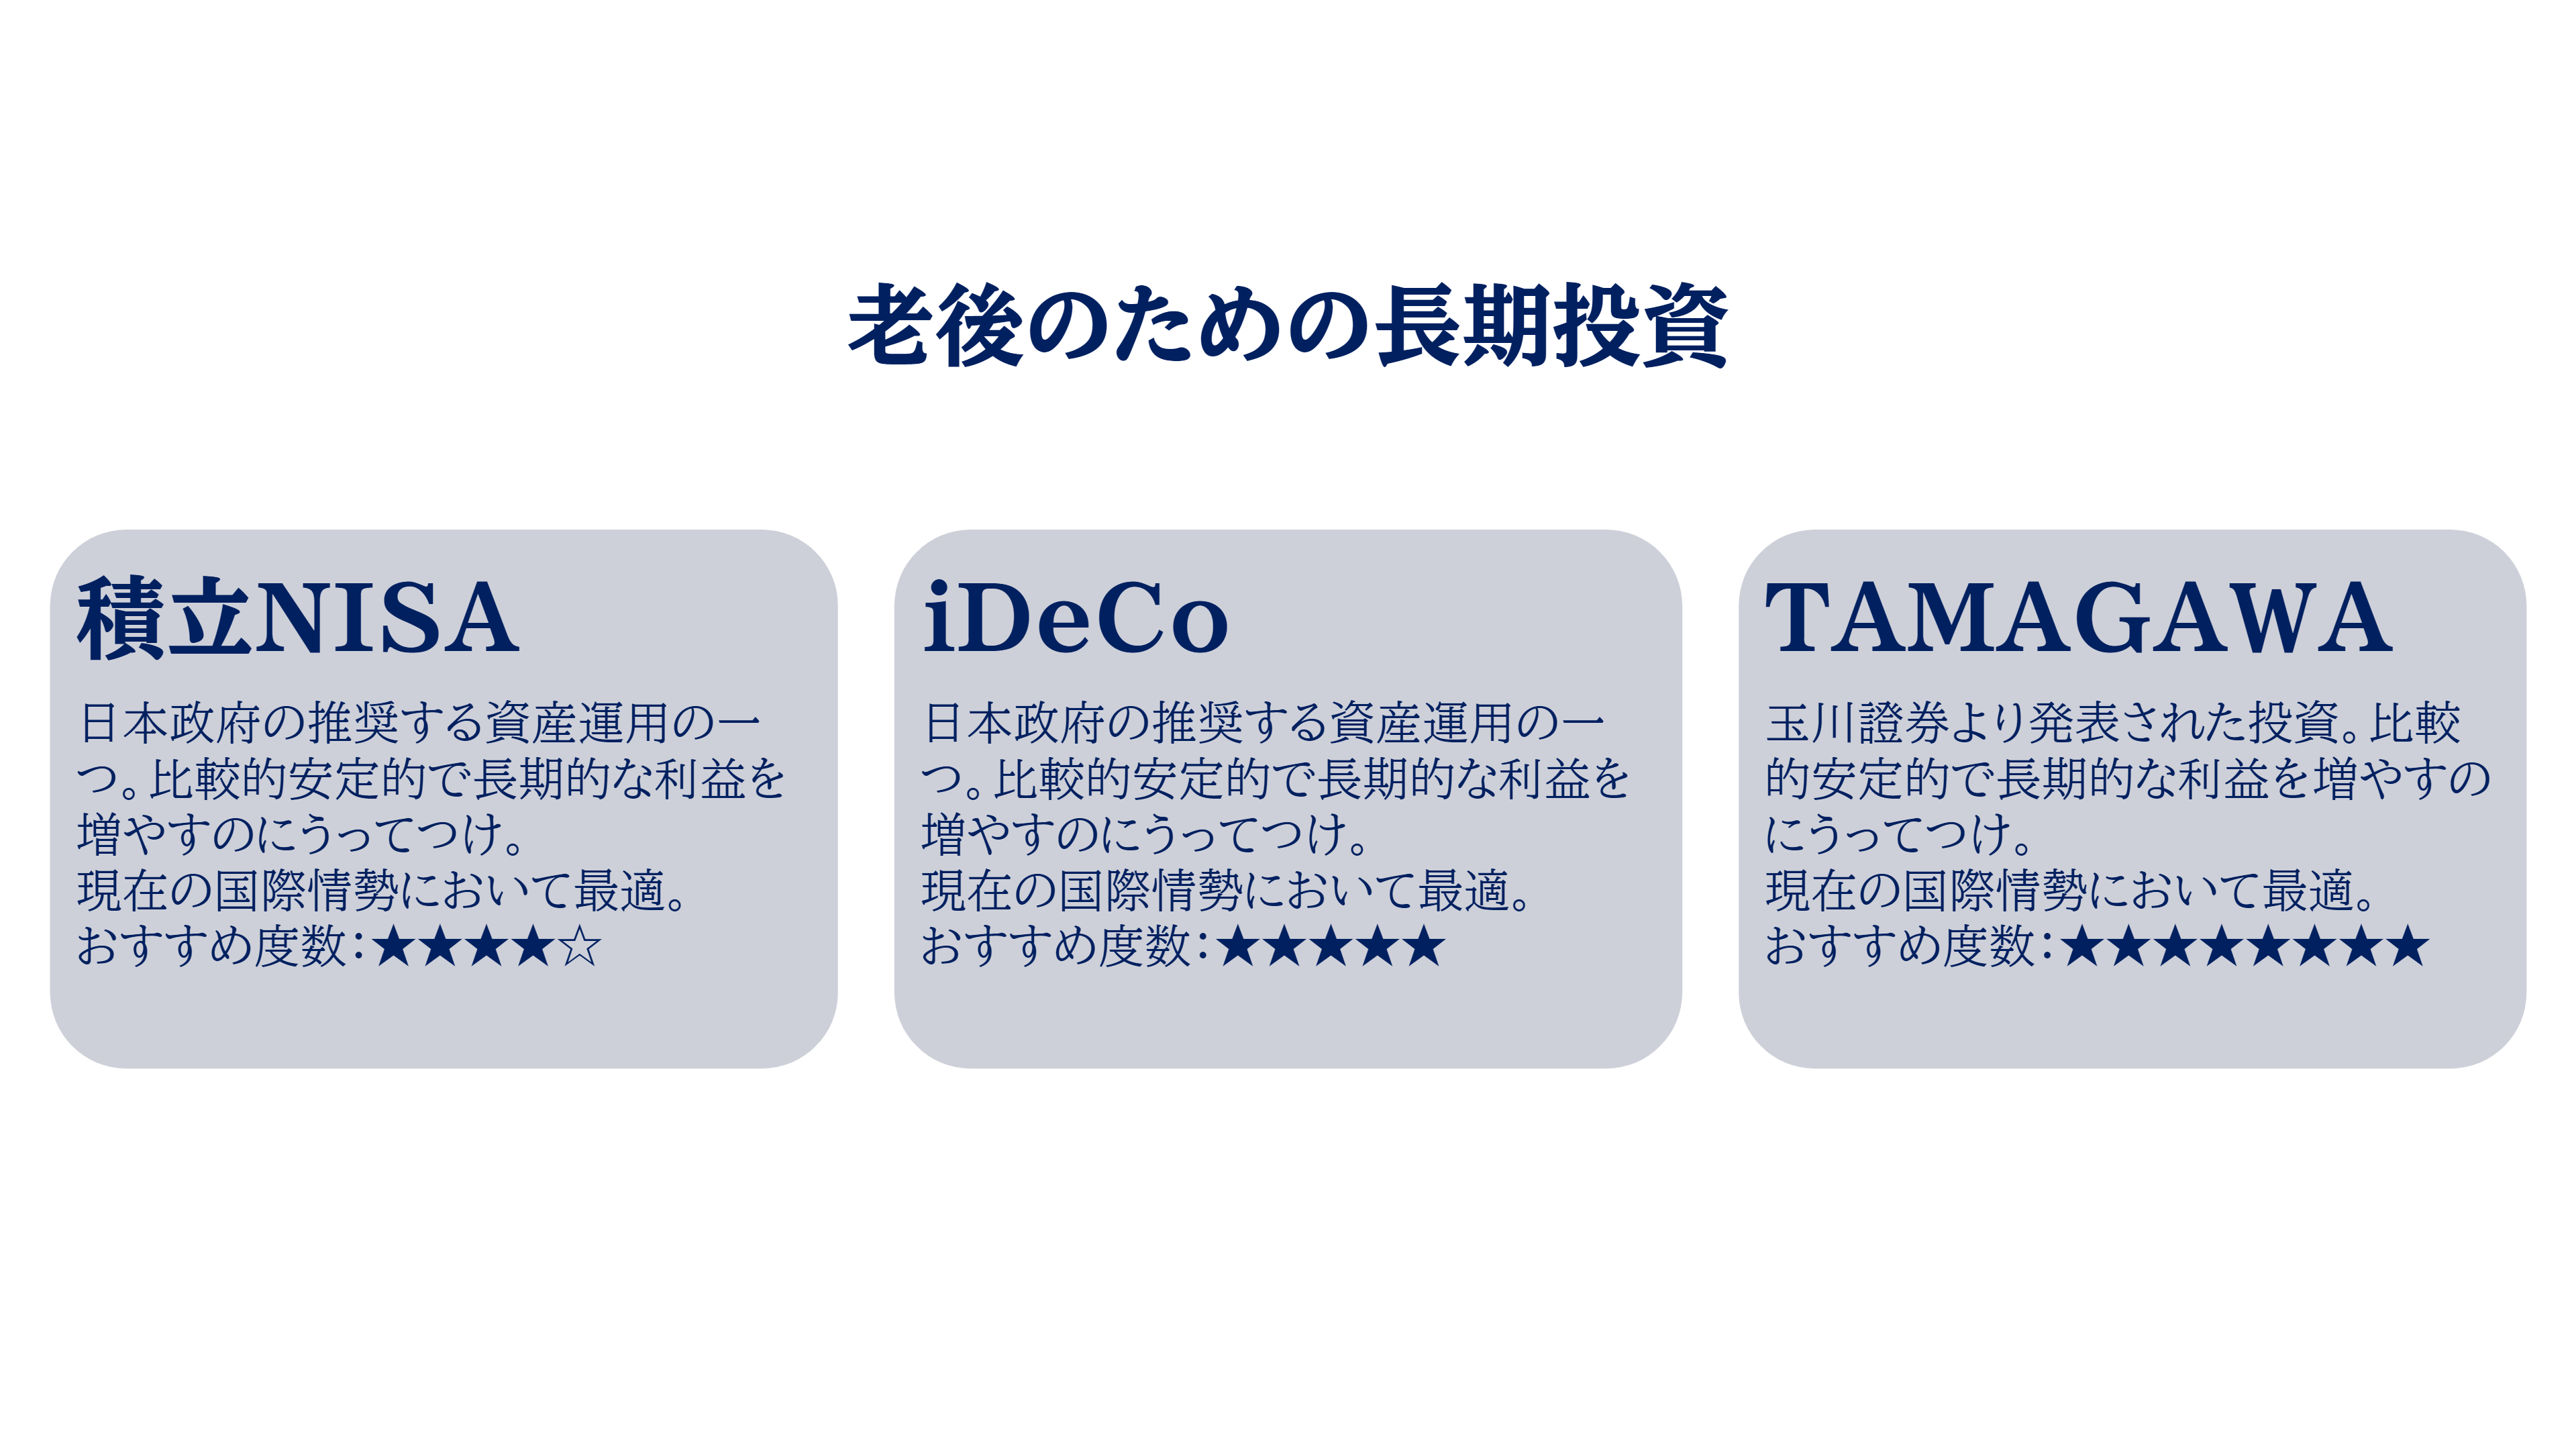 老後のための長期投資
積立NISA
日本政府の推奨する資産運用の一
つ。比較的安定的で長期的な利益を
増やすのにうってつけ。
現在の国際情勢において最適。
おすすめ度数：★★★★☆
iDeCo
日本政府の推奨する資産運用の一
つ。比較的安定的で長期的な利益を
増やすのにうってつけ。
現在の国際情勢において最適。
おすすめ度数：★★★★★
TAMAGAWA
玉川證券より発表された投資。比較
的安定的で長期的な利益を増やすの
にうってつけ。
現在の国際情勢において最適。
おすすめ度数：★★★★★★★★